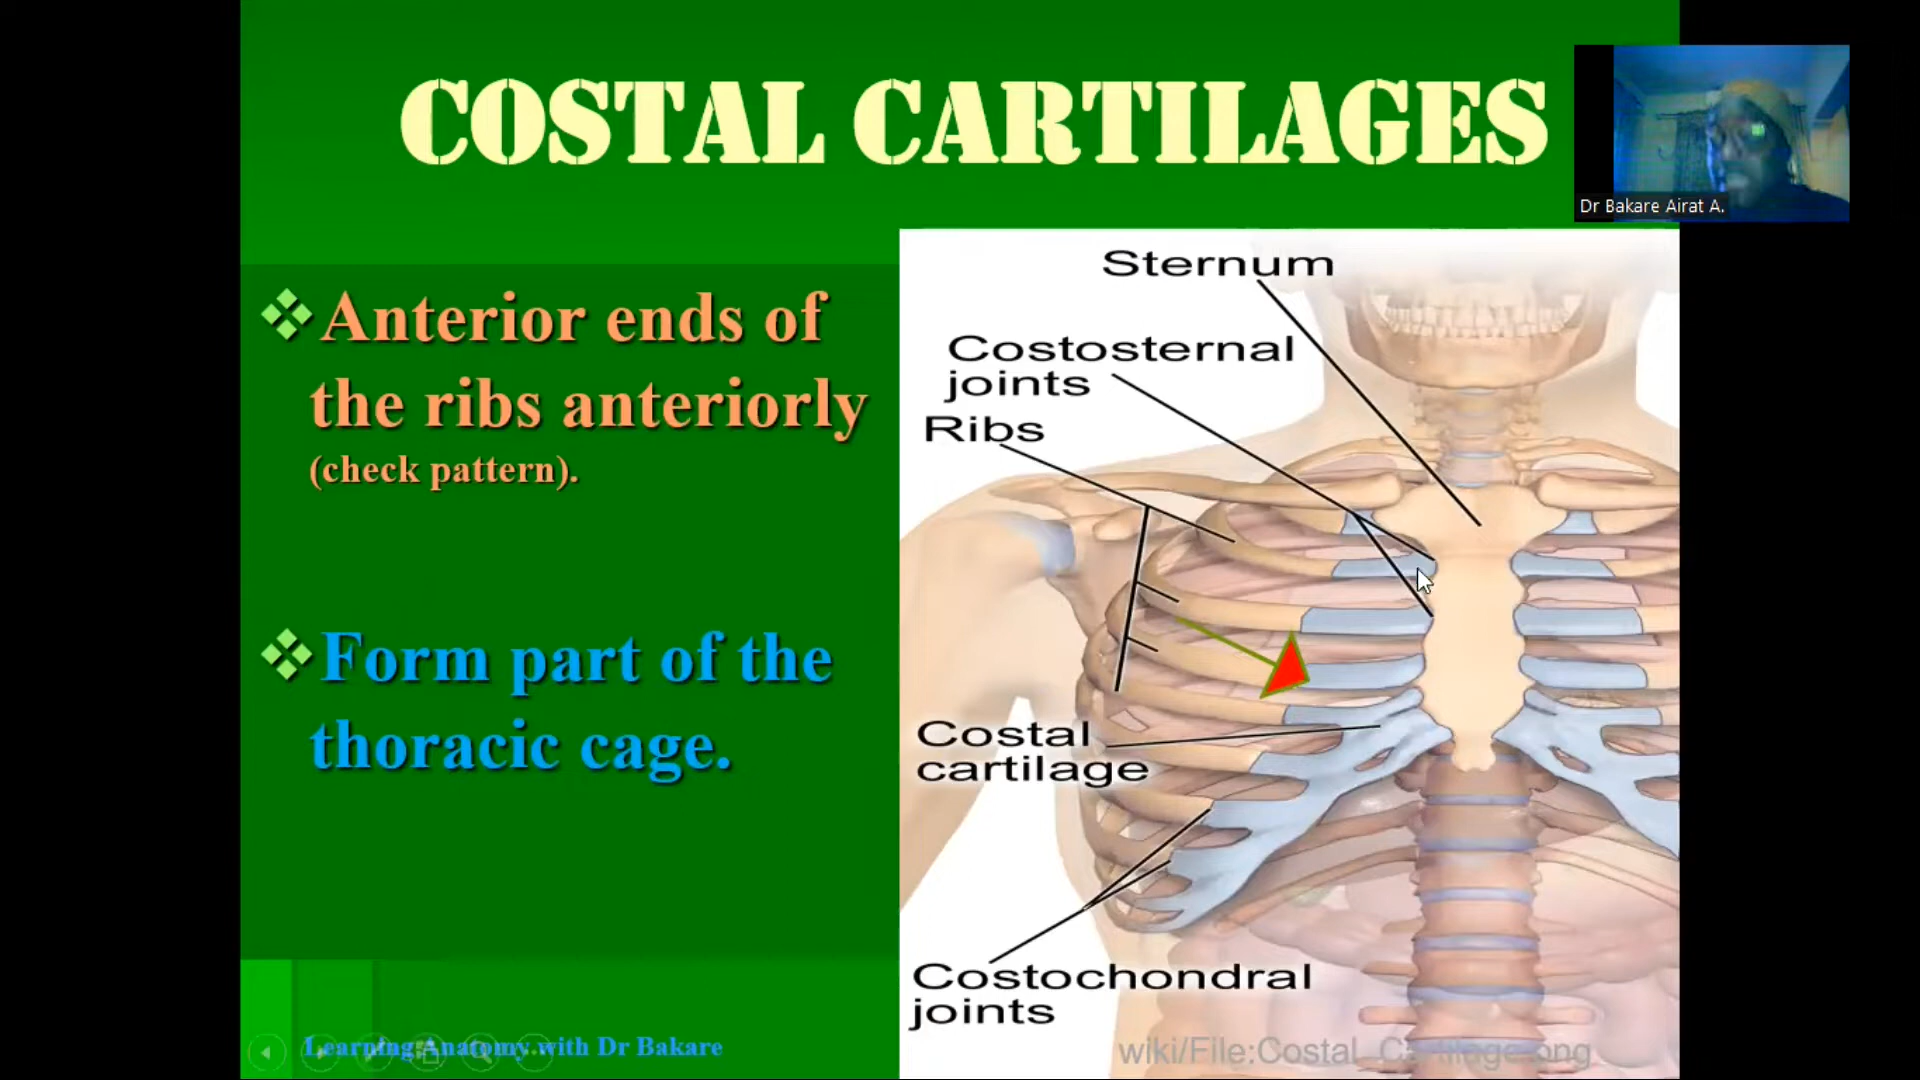 COSTAL CARTILAGES
Dr Bakare Airat A.
Anterior ends of
the ribs anteriorly
(check pattern).
Form part of the
thoracic cage.
Sternum
Costosternal
joints
Ribs
Costal
cartilage
Costochondral
joints
Learning Anatomy with Dr Bakare
wiki/File:Costal_Cartilage.png